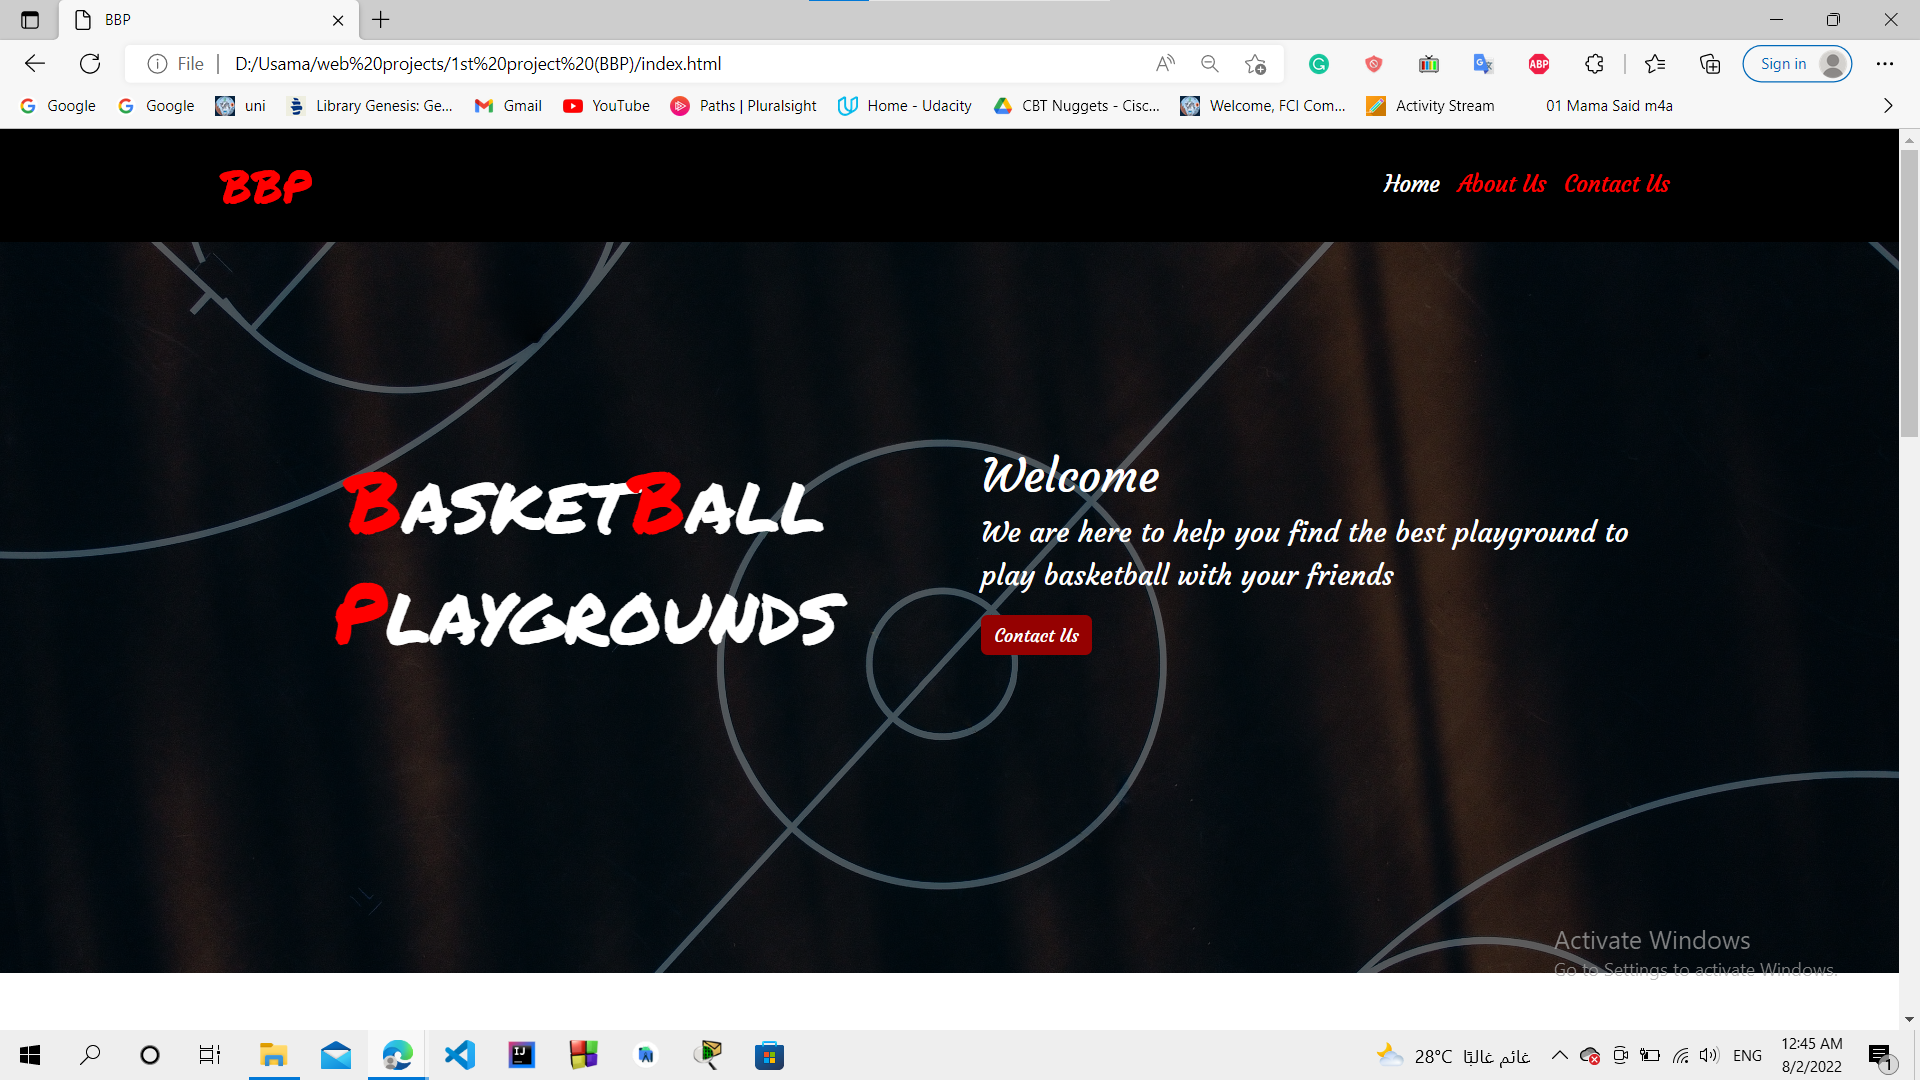 BBP
File
D:/Usama/web%20projects/1st%20project%20(BBP)/index.html
ABP
Sign in
Google
Google
uni
Library Genesis: Ge...
Gmail
YouTube
Paths | Pluralsight
Home - Udacity
CBT Nuggets - Cisc...
Welcome, FCI Com...
Activity Stream
01 Mama Said m4a
BBP
Home
About Us
Contact Us
BasketBall
Playgrounds
Welcome
We are here to help you find the best playground to
play basketball with your friends
Contact Us
Activate Windows
Go to Settings to activate Windows.
28°C غائم غالبًا
ENG
12:45 AM
8/2/2022
1